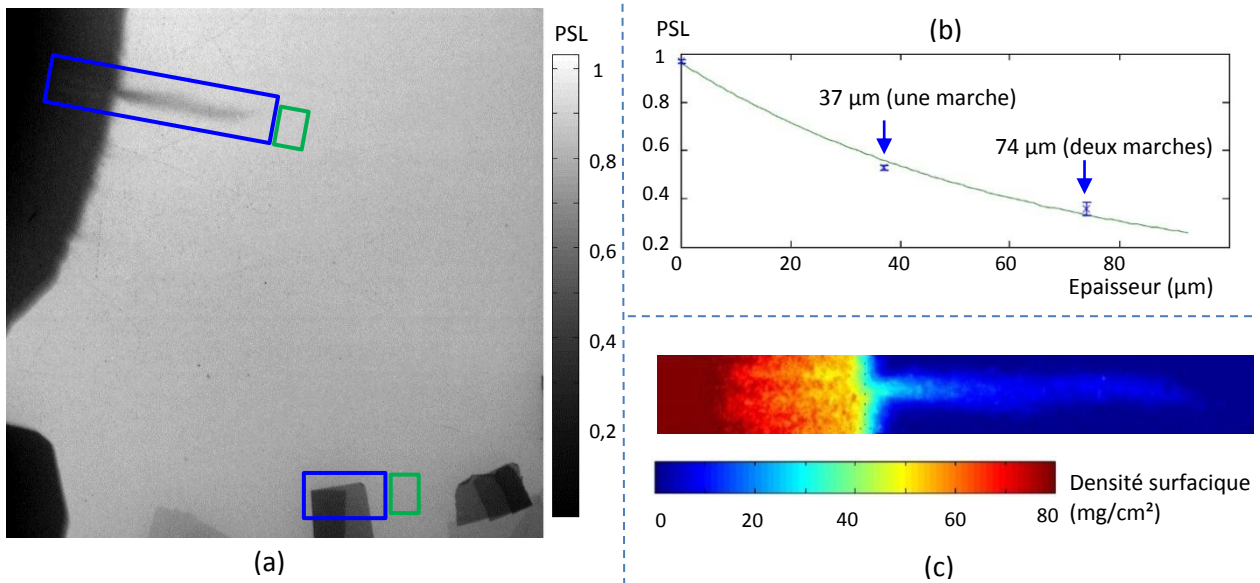 PSL
1
0,8
0,6
0,4
0,2
(a)
PSL
(b)
1
0.8
0.6
0.4
0.2
37 µm (une marche)
74 µm (deux marches)
0
20
40
60
80
Epaisseur (µm)
Densité surfacique
(mg/cm²)
0
20
40
60
80
(c)